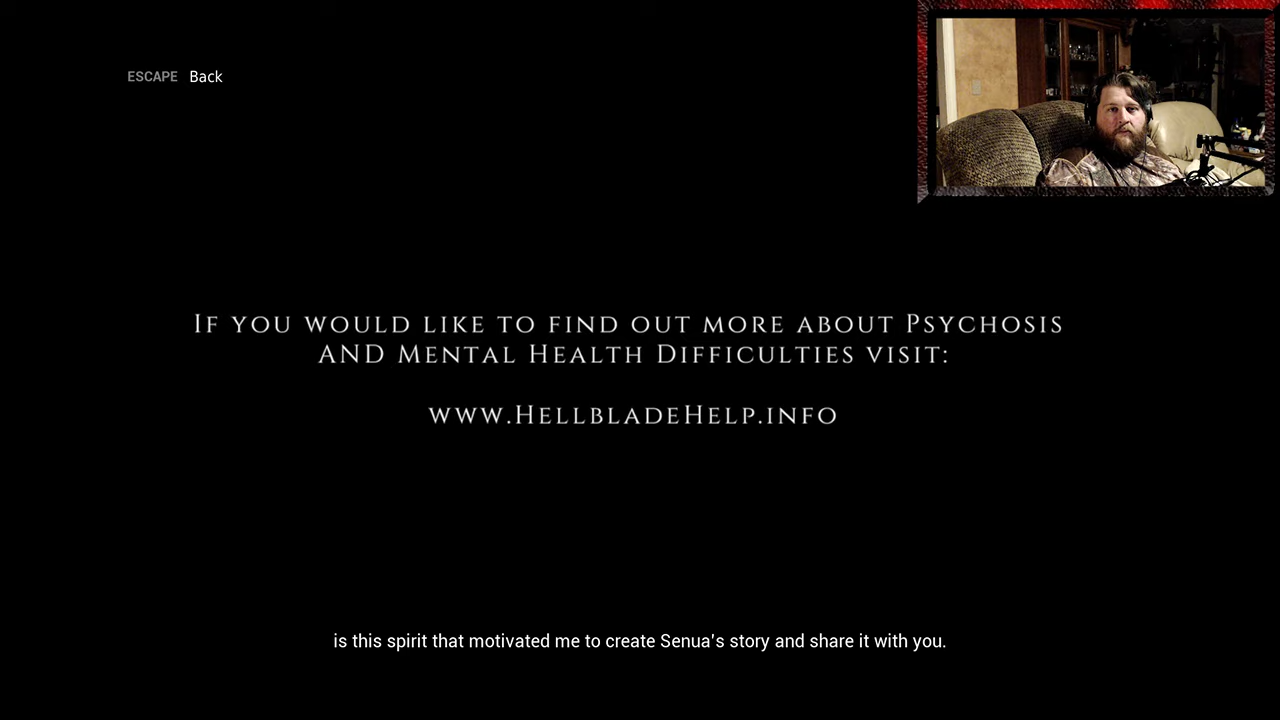 ESCAPE Back
If you would like to find out more about Psychosis
and Mental Health Difficulties visit:
www.HellbladeHelp.info
is this spirit that motivated me to create Senua's story and share it with you.